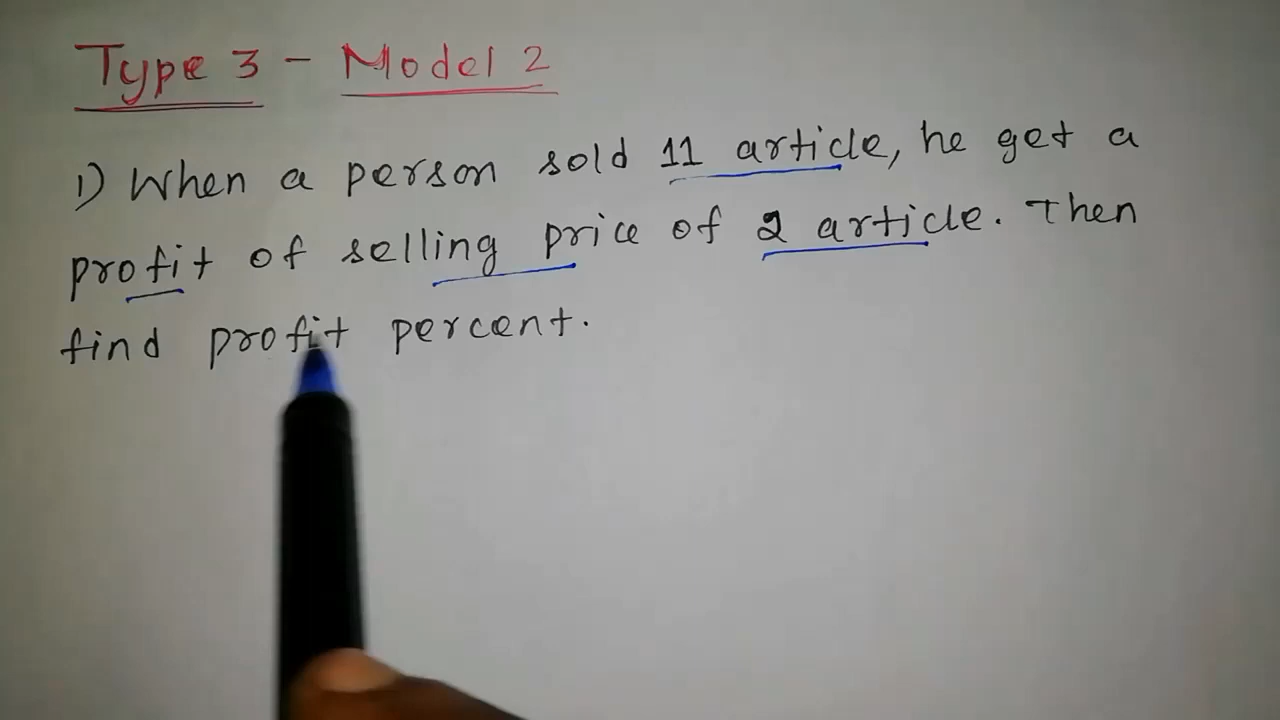 Type 3 - Model 2
1) When a person sold 11 article, he get a
profit of selling price of 2 article. Then
find profit percent.